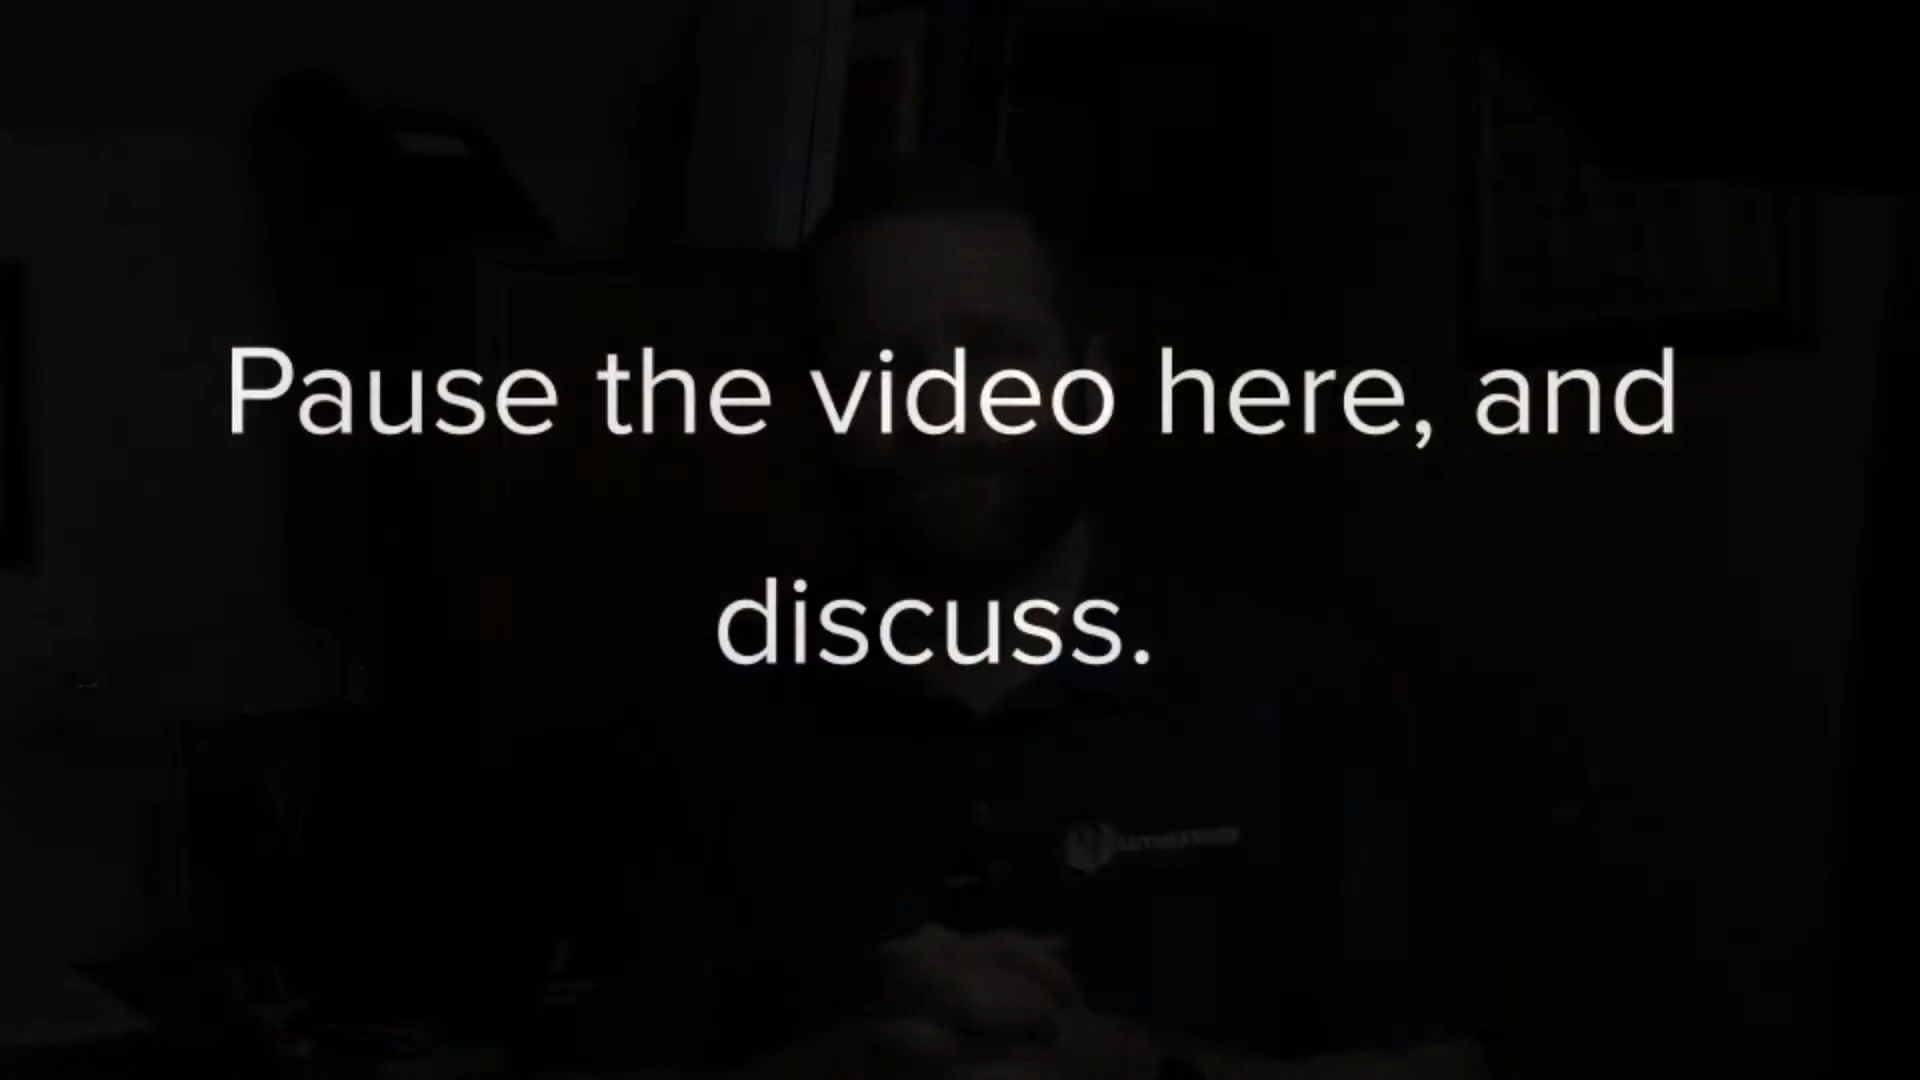 Pause the video here, and
discuss.